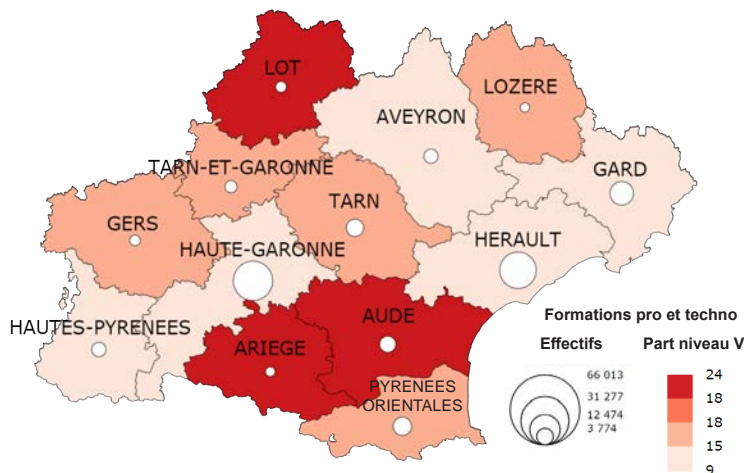 LOT
LOZERE
AVEYRON
TARN-ET-GARONNE
GARD
TARN
GERS
HERAULT
HAUTE-GARONNE
HAUTES-PYRENEES
AUDE
ARIEGE
PYRENEES
ORIENTALES
Formations pro et techno
Effectifs
66 013
31 277
12 474
3 774
Part niveau V
24
18
18
15
9